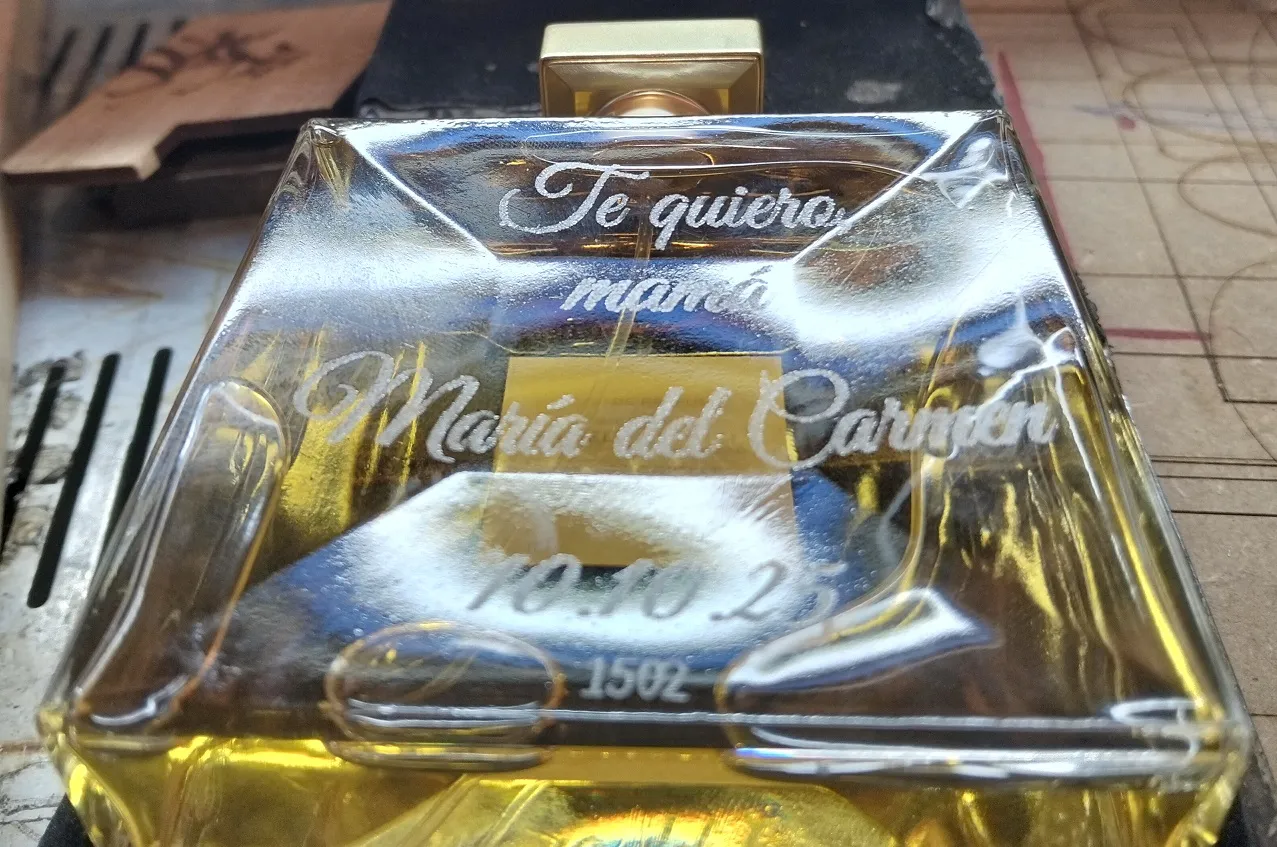 Te quiero,
mamá
María del Carmen
10.10.25
1502